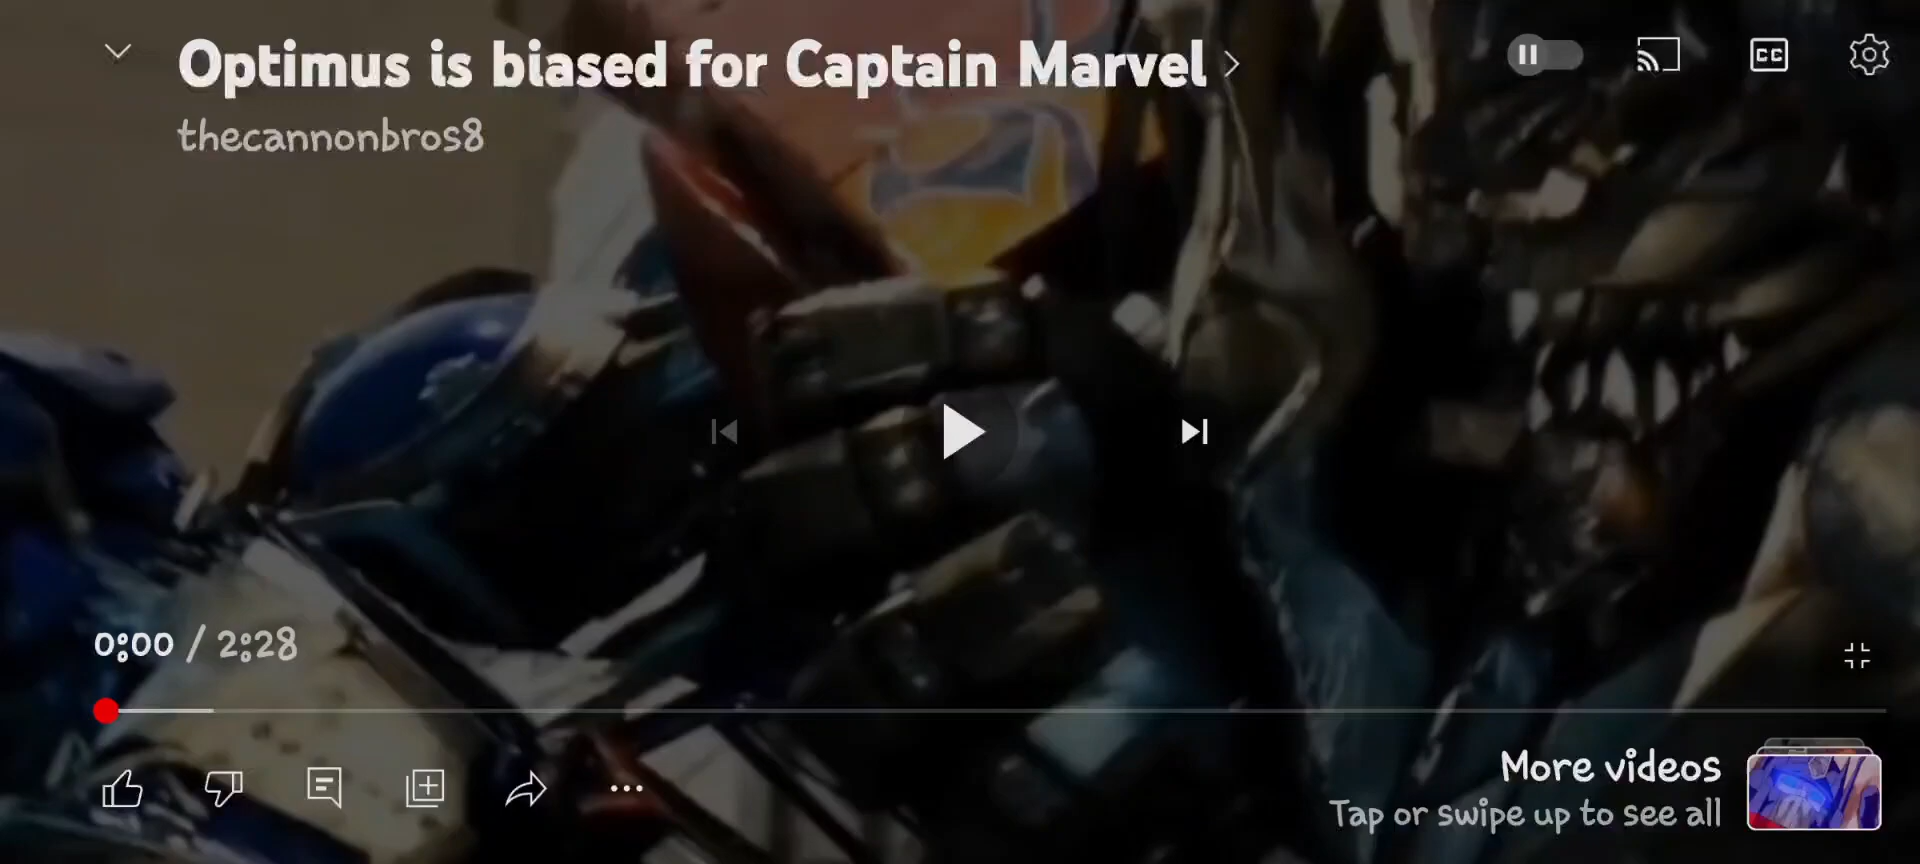 Optimus is biased for Captain Marvel
thecannonbros8
CC
0:00 / 2:28
More videos
Tap or swipe up to see all